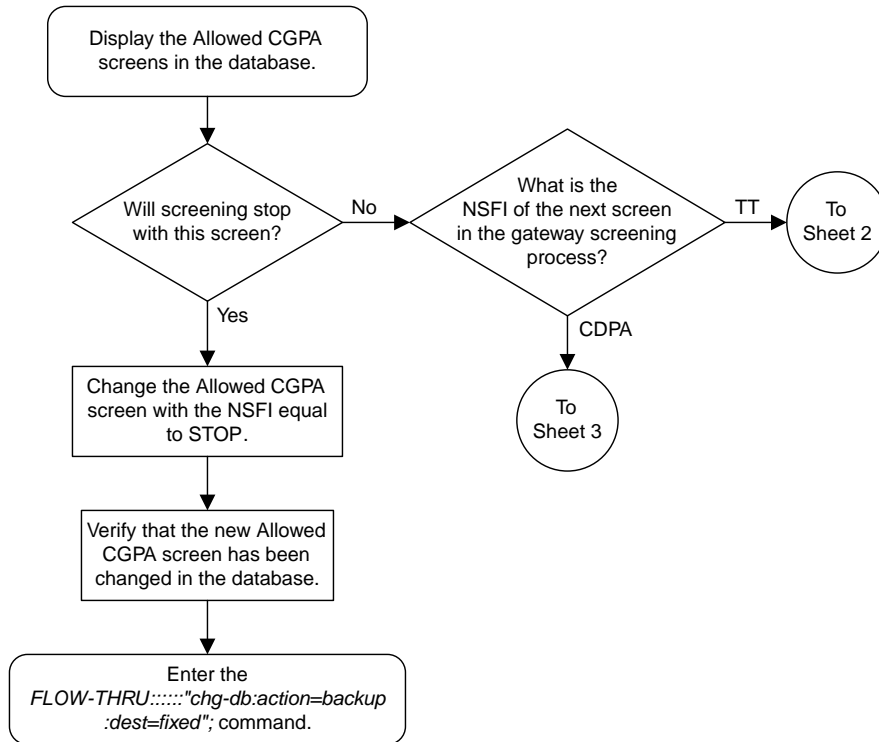 Display the Allowed CGPA
screens in the database.
Will screening stop
with this screen?
No
What is the
NSFI of the next screen
in the gateway screening
process?
TT
To
Sheet 2
Yes
CDPA
Change the Allowed CGPA
screen with the NSFI equal
to STOP.
To
Sheet 3
Verify that the new Allowed
CGPA screen has been
changed in the database.
Enter the
FLOW-THRU::::::"chg-db:action=backup
:dest=fixed"; command.